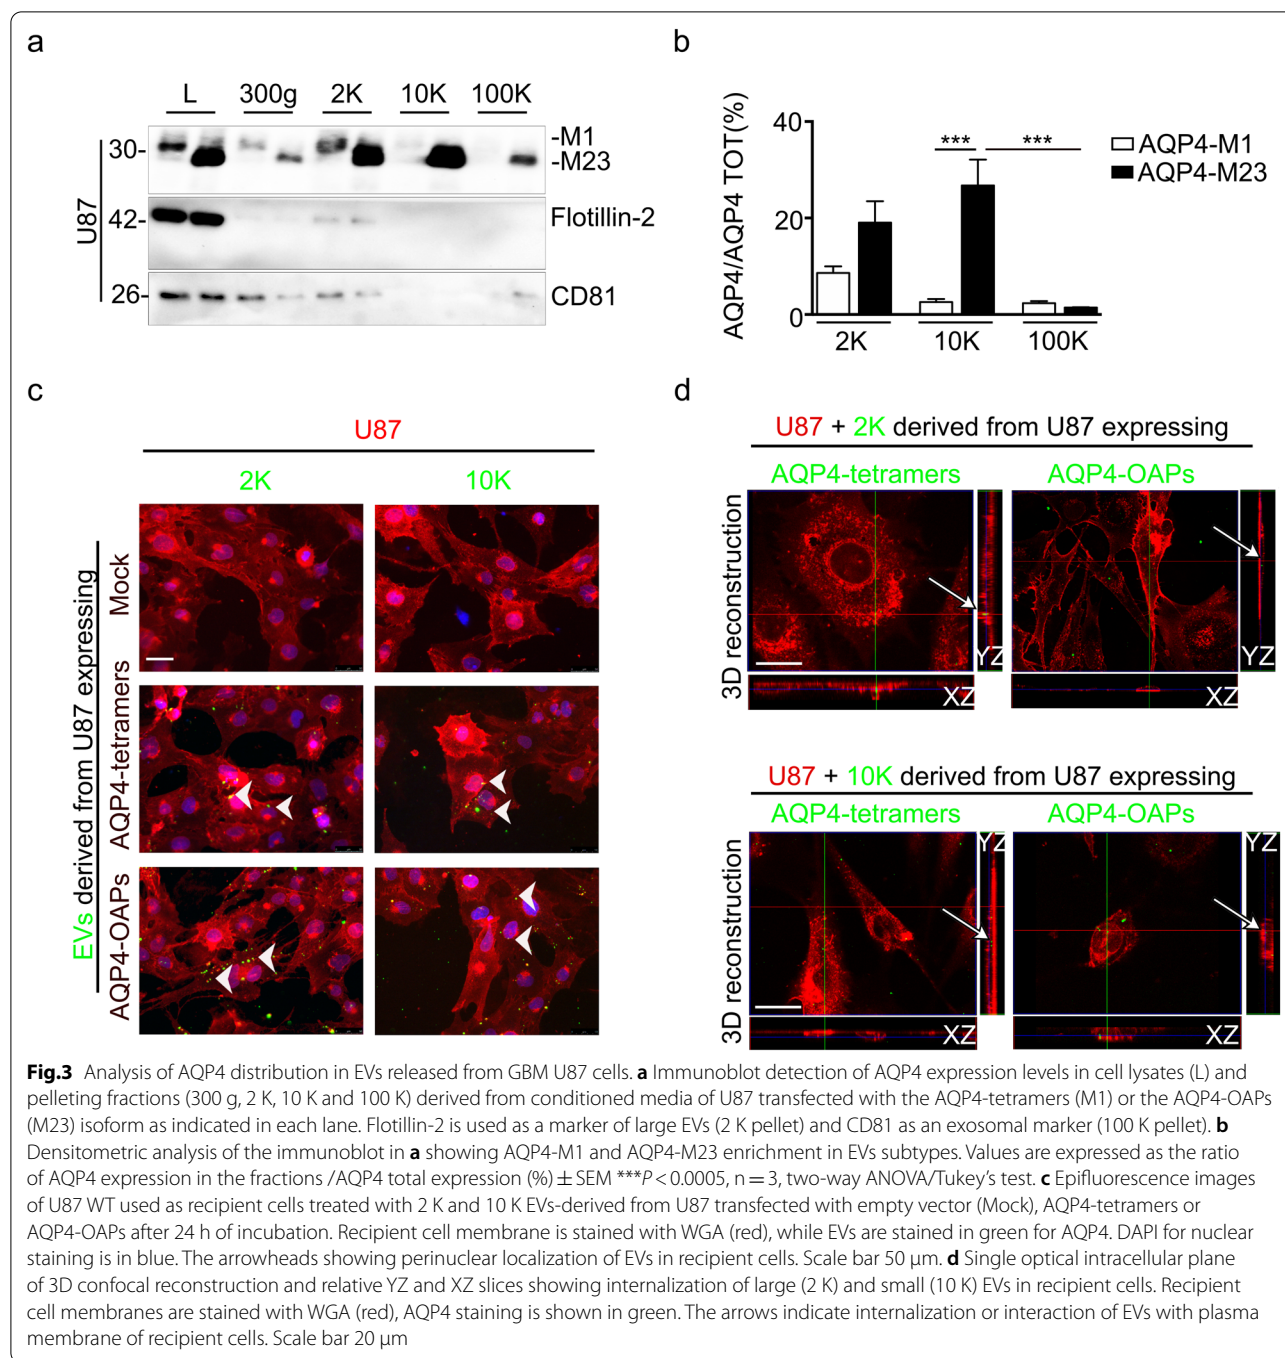 a
L 300g 2K 10K 100K
30-
-M1
-M23
U87
42-
Flotillin-2
26-
CD81
b
AQP4/AQP4 TOT(%)
40
20
0
*** ***
AQP4-M1
AQP4-M23
2K 10K 100K
c
U87
2K 10K
EVs derived from U87 expressing
Mock
AQP4-tetramers
AQP4-OAPs
d
U87 + 2K derived from U87 expressing
AQP4-tetramers AQP4-OAPs
3D reconstruction
YZ
XZ
YZ
XZ
U87 + 10K derived from U87 expressing
AQP4-tetramers AQP4-OAPs
3D reconstruction
YZ
XZ
YZ
XZ
Fig.3 Analysis of AQP4 distribution in EVs released from GBM U87 cells. a Immunoblot detection of AQP4 expression levels in cell lysates (L) and
pelleting fractions (300 g, 2 K, 10 K and 100 K) derived from conditioned media of U87 transfected with the AQP4-tetramers (M1) or the AQP4-OAPs
(M23) isoform as indicated in each lane. Flotillin-2 is used as a marker of large EVs (2 K pellet) and CD81 as an exosomal marker (100 K pellet). b
Densitometric analysis of the immunoblot in a showing AQP4-M1 and AQP4-M23 enrichment in EVs subtypes. Values are expressed as the ratio
of AQP4 expression in the fractions /AQP4 total expression (%) ± SEM ***P < 0.0005, n = 3, two-way ANOVA/Tukey's test. c Epifluorescence images
of U87 WT used as recipient cells treated with 2 K and 10 K EVs-derived from U87 transfected with empty vector (Mock), AQP4-tetramers or
AQP4-OAPs after 24 h of incubation. Recipient cell membrane is stained with WGA (red), while EVs are stained in green for AQP4. DAPI for nuclear
staining is in blue. The arrowheads showing perinuclear localization of EVs in recipient cells. Scale bar 50 μm. d Single optical intracellular plane
of 3D confocal reconstruction and relative YZ and XZ slices showing internalization of large (2 K) and small (10 K) EVs in recipient cells. Recipient
cell membranes are stained with WGA (red), AQP4 staining is shown in green. The arrows indicate internalization or interaction of EVs with plasma
membrane of recipient cells. Scale bar 20 μm